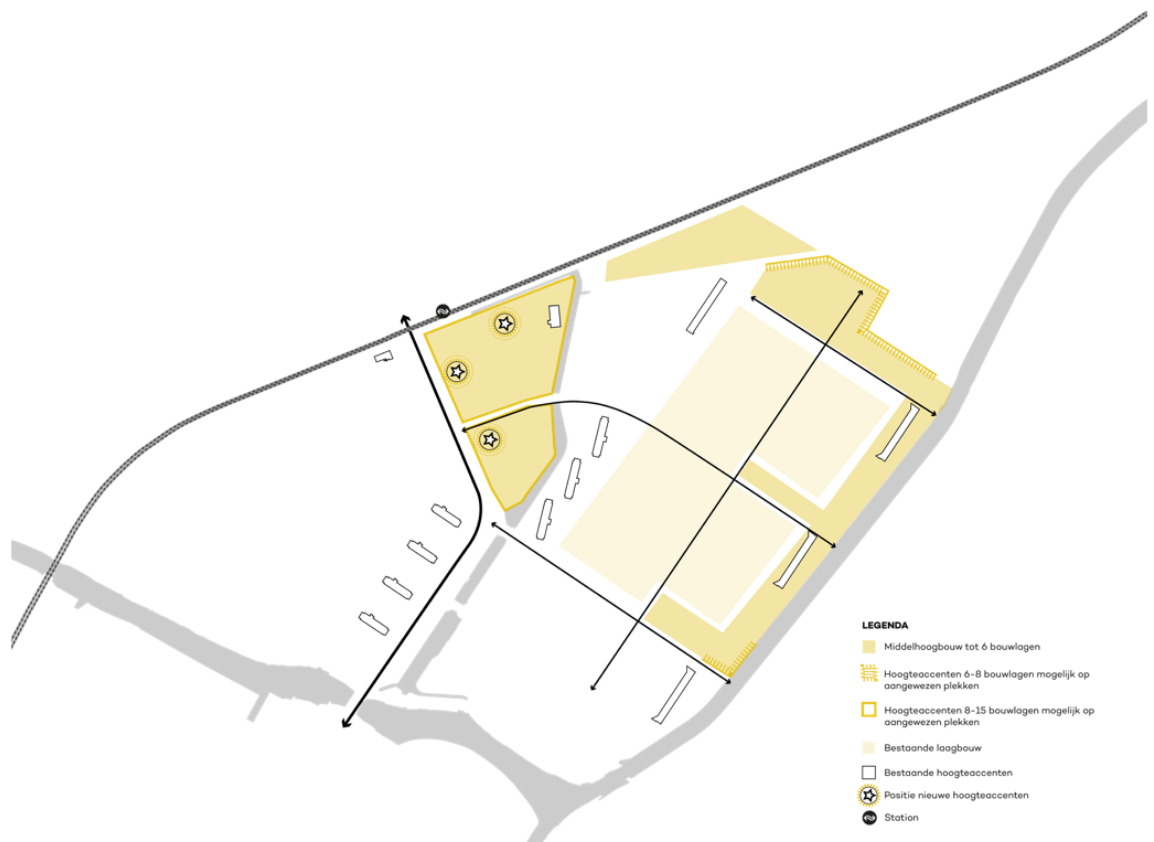 LEGENDA
Middelhoogbouw tot 6 bouwlagen
Hoogteaccenten 6-8 bouwlagen mogelijk op
aangewezen plekken
Hoogteaccenten 8-15 bouwlagen mogelijk op
aangewezen plekken
Bestaande laagbouw
Bestaande hoogteaccenten
Positie nieuwe hoogteaccenten
Station